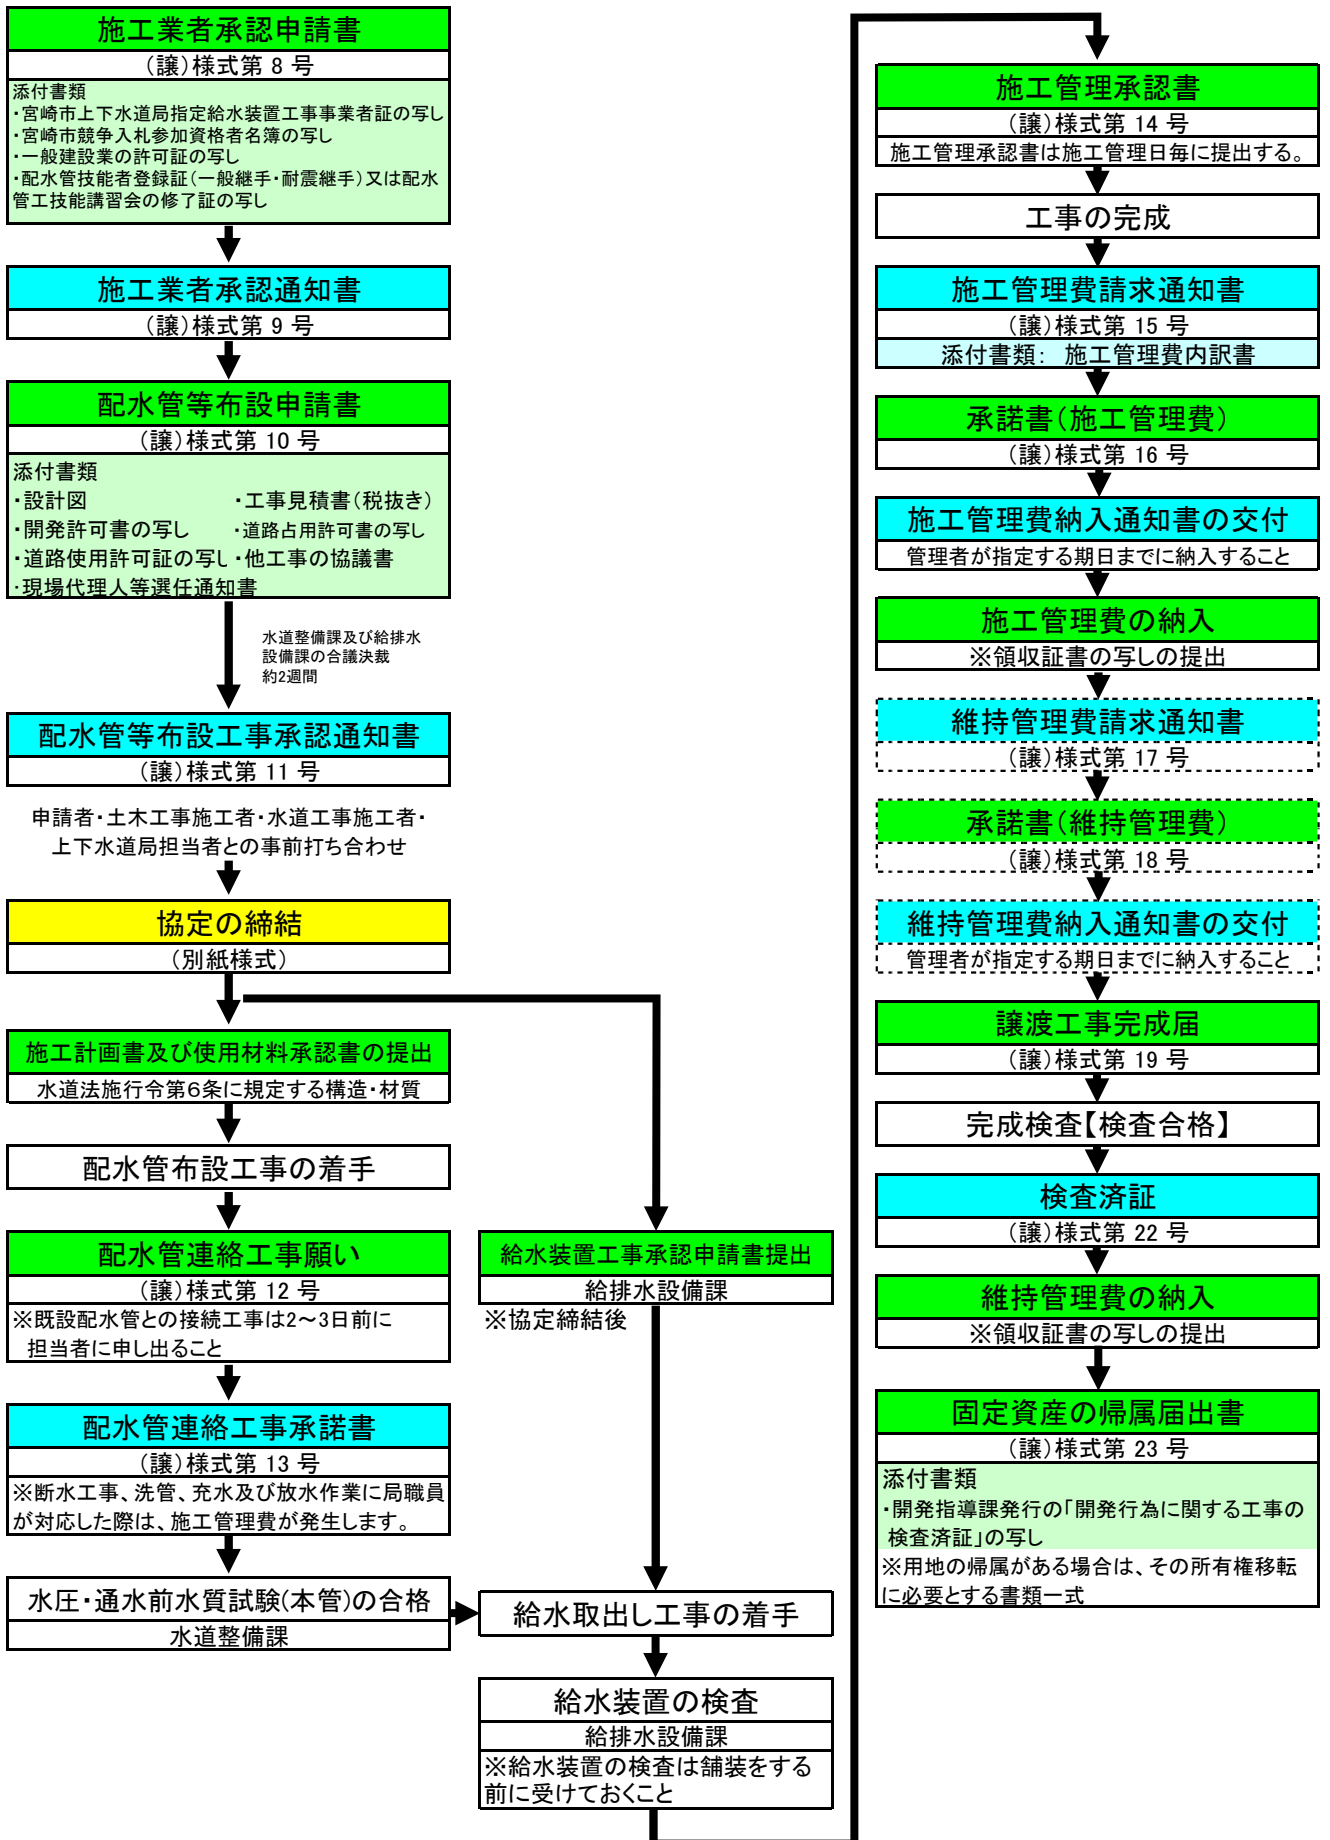 施工業者承認申請書
（譲）様式第 8 号
添付書類
・宮崎市上下水道局指定給水装置工事事業者証の写し
・宮崎市競争入札参加資格者名簿の写し
・一般建設業の許可証の写し
・配水管技能者登録証（一般継手・耐震継手）又は配水
管工技能講習会の修了証の写し
施工業者承認通知書
（譲）様式第 9 号
配水管等布設申請書
（譲）様式第 10 号
添付書類
・設計図 ・工事見積書（税抜き）
・開発許可書の写し ・道路占用許可書の写し
・道路使用許可証の写し ・他工事の協議書
・現場代理人等選任通知書
水道整備課及び給排水
設備課の合議決裁
約2週間
配水管等布設工事承認通知書
（譲）様式第 11 号
申請者・土木工事施工者・水道工事施工者・
上下水道局担当者との事前打ち合わせ
協定の締結
（別紙様式）
施工計画書及び使用材料承認書の提出
水道法施行令第６条に規定する構造・材質
配水管布設工事の着手
配水管連絡工事願い
（譲）様式第 12 号
※既設配水管との接続工事は2～3日前に
担当者に申し出ること
配水管連絡工事承諾書
（譲）様式第 13 号
※断水工事、洗管、充水及び放水作業に局職員
が対応した際は、施工管理費が発生します。
水圧・通水前水質試験(本管)の合格
水道整備課
給水装置工事承認申請書提出
給排水設備課
※協定締結後
給水取出し工事の着手
給水装置の検査
給排水設備課
※給水装置の検査は舗装をする
前に受けておくこと
施工管理承認書
（譲）様式第 14 号
施工管理承認書は施工管理日毎に提出する。
工事の完成
施工管理費請求通知書
（譲）様式第 15 号
添付書類： 施工管理費内訳書
承諾書（施工管理費）
（譲）様式第 16 号
施工管理費納入通知書の交付
管理者が指定する期日までに納入すること
施工管理費の納入
※領収証書の写しの提出
維持管理費請求通知書
（譲）様式第 17 号
承諾書（維持管理費）
（譲）様式第 18 号
維持管理費納入通知書の交付
管理者が指定する期日までに納入すること
譲渡工事完成届
（譲）様式第 19 号
完成検査【検査合格】
検査済証
（譲）様式第 22 号
維持管理費の納入
※領収証書の写しの提出
固定資産の帰属届出書
（譲）様式第 23 号
添付書類
・開発指導課発行の「開発行為に関する工事の
検査済証」の写し
※用地の帰属がある場合は、その所有権移転
に必要とする書類一式